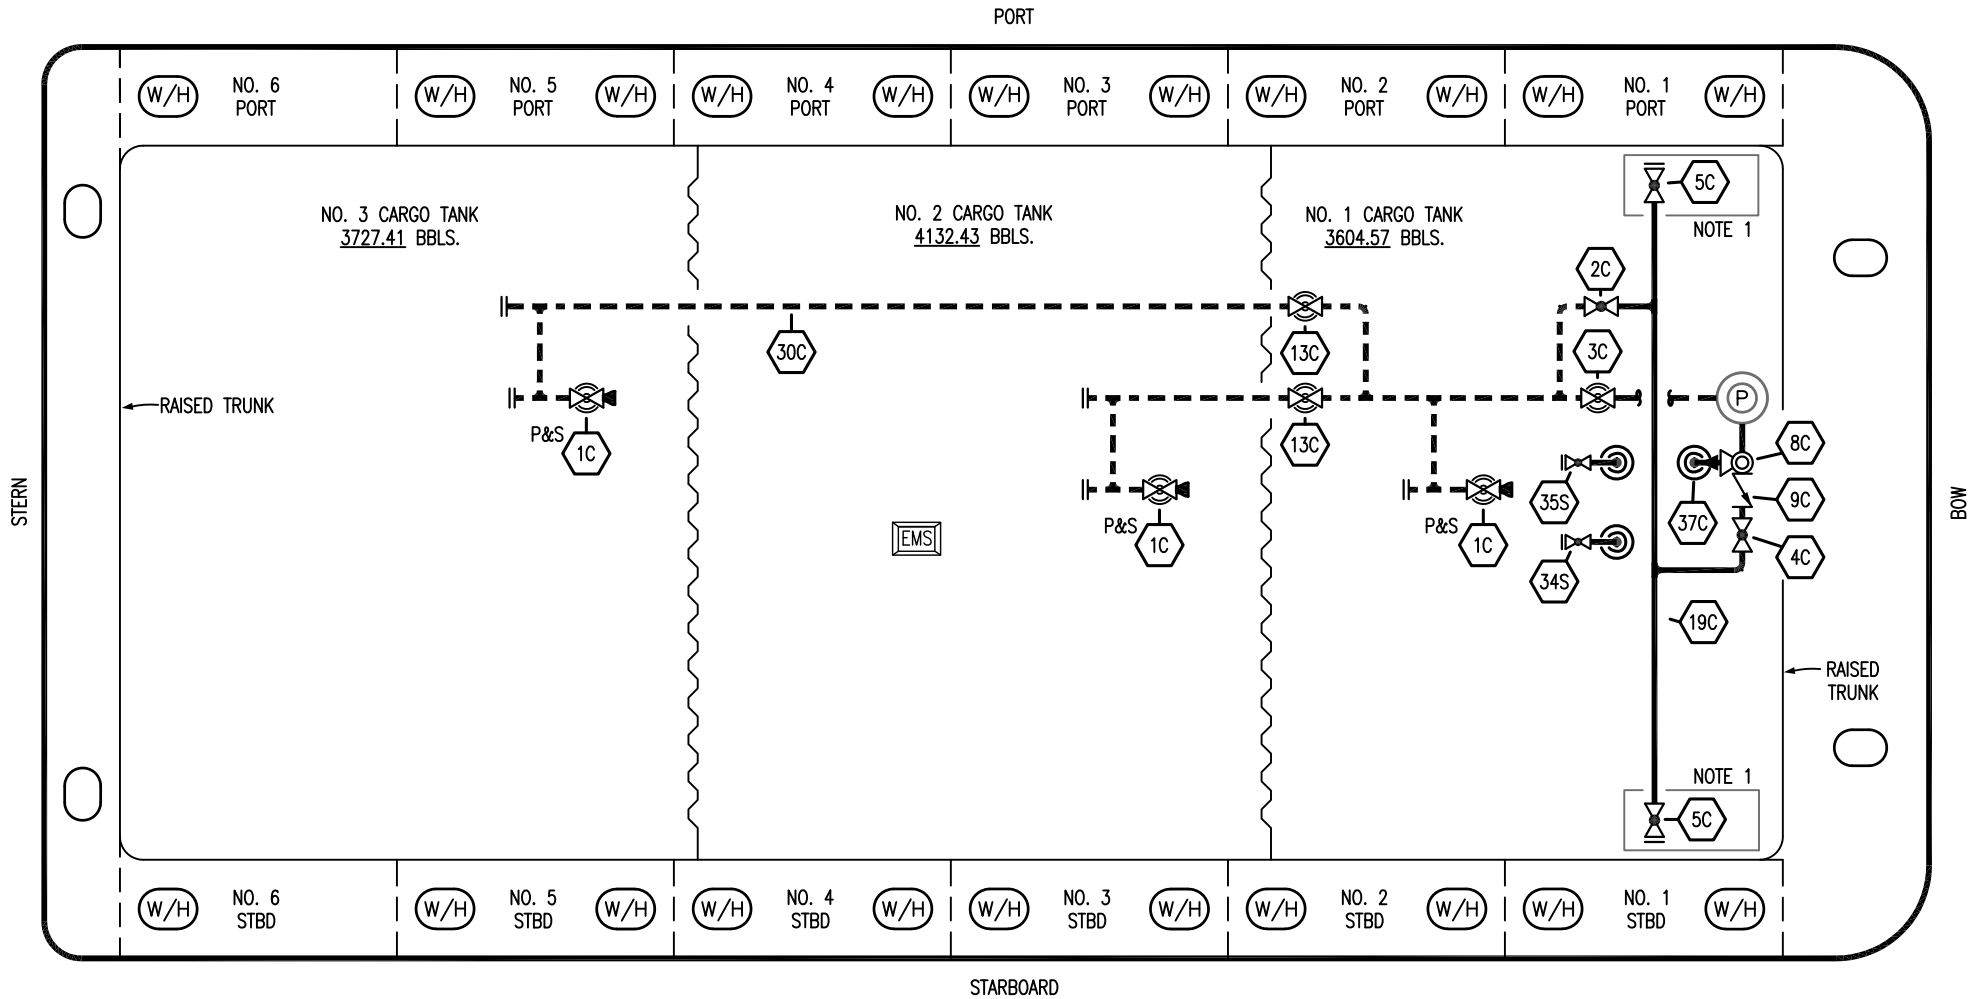 PORT
W/H
NO. 6
PORT
W/H
NO. 5
PORT
W/H
W/H
NO. 4
PORT
W/H
W/H
NO. 3
PORT
W/H
W/H
NO. 2
PORT
W/H
W/H
NO. 1
PORT
W/H
NO. 3 CARGO TANK
3727.41 BBLS.
NO. 2 CARGO TANK
4132.43 BBLS.
NO. 1 CARGO TANK
3604.57 BBLS.
5C
NOTE 1
2C
30C
13C
3C
RAISED TRUNK
P
P&S
1C
13C
8C
35S
37C
9C
STERN
BOW
P&S
1C
P&S
1C
EMS
34S
4C
19C
RAISED
TRUNK
NOTE 1
5C
W/H
NO. 6
STBD
W/H
NO. 5
STBD
W/H
W/H
NO. 4
STBD
W/H
W/H
NO. 3
STBD
W/H
W/H
NO. 2
STBD
W/H
W/H
NO. 1
STBD
W/H
STARBOARD